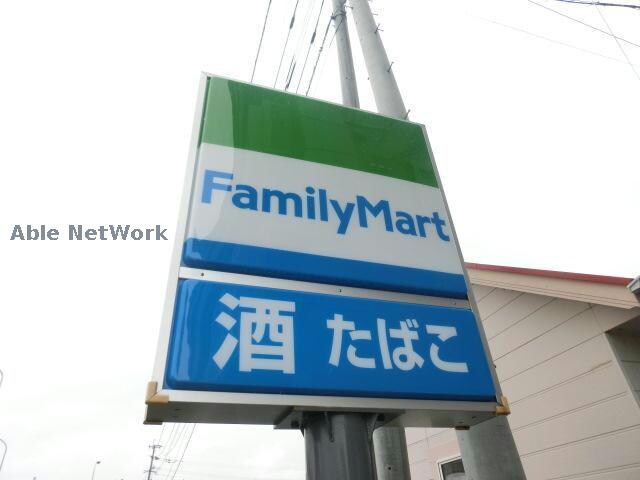 FamilyMart
Able NetWork
酒 たばこ